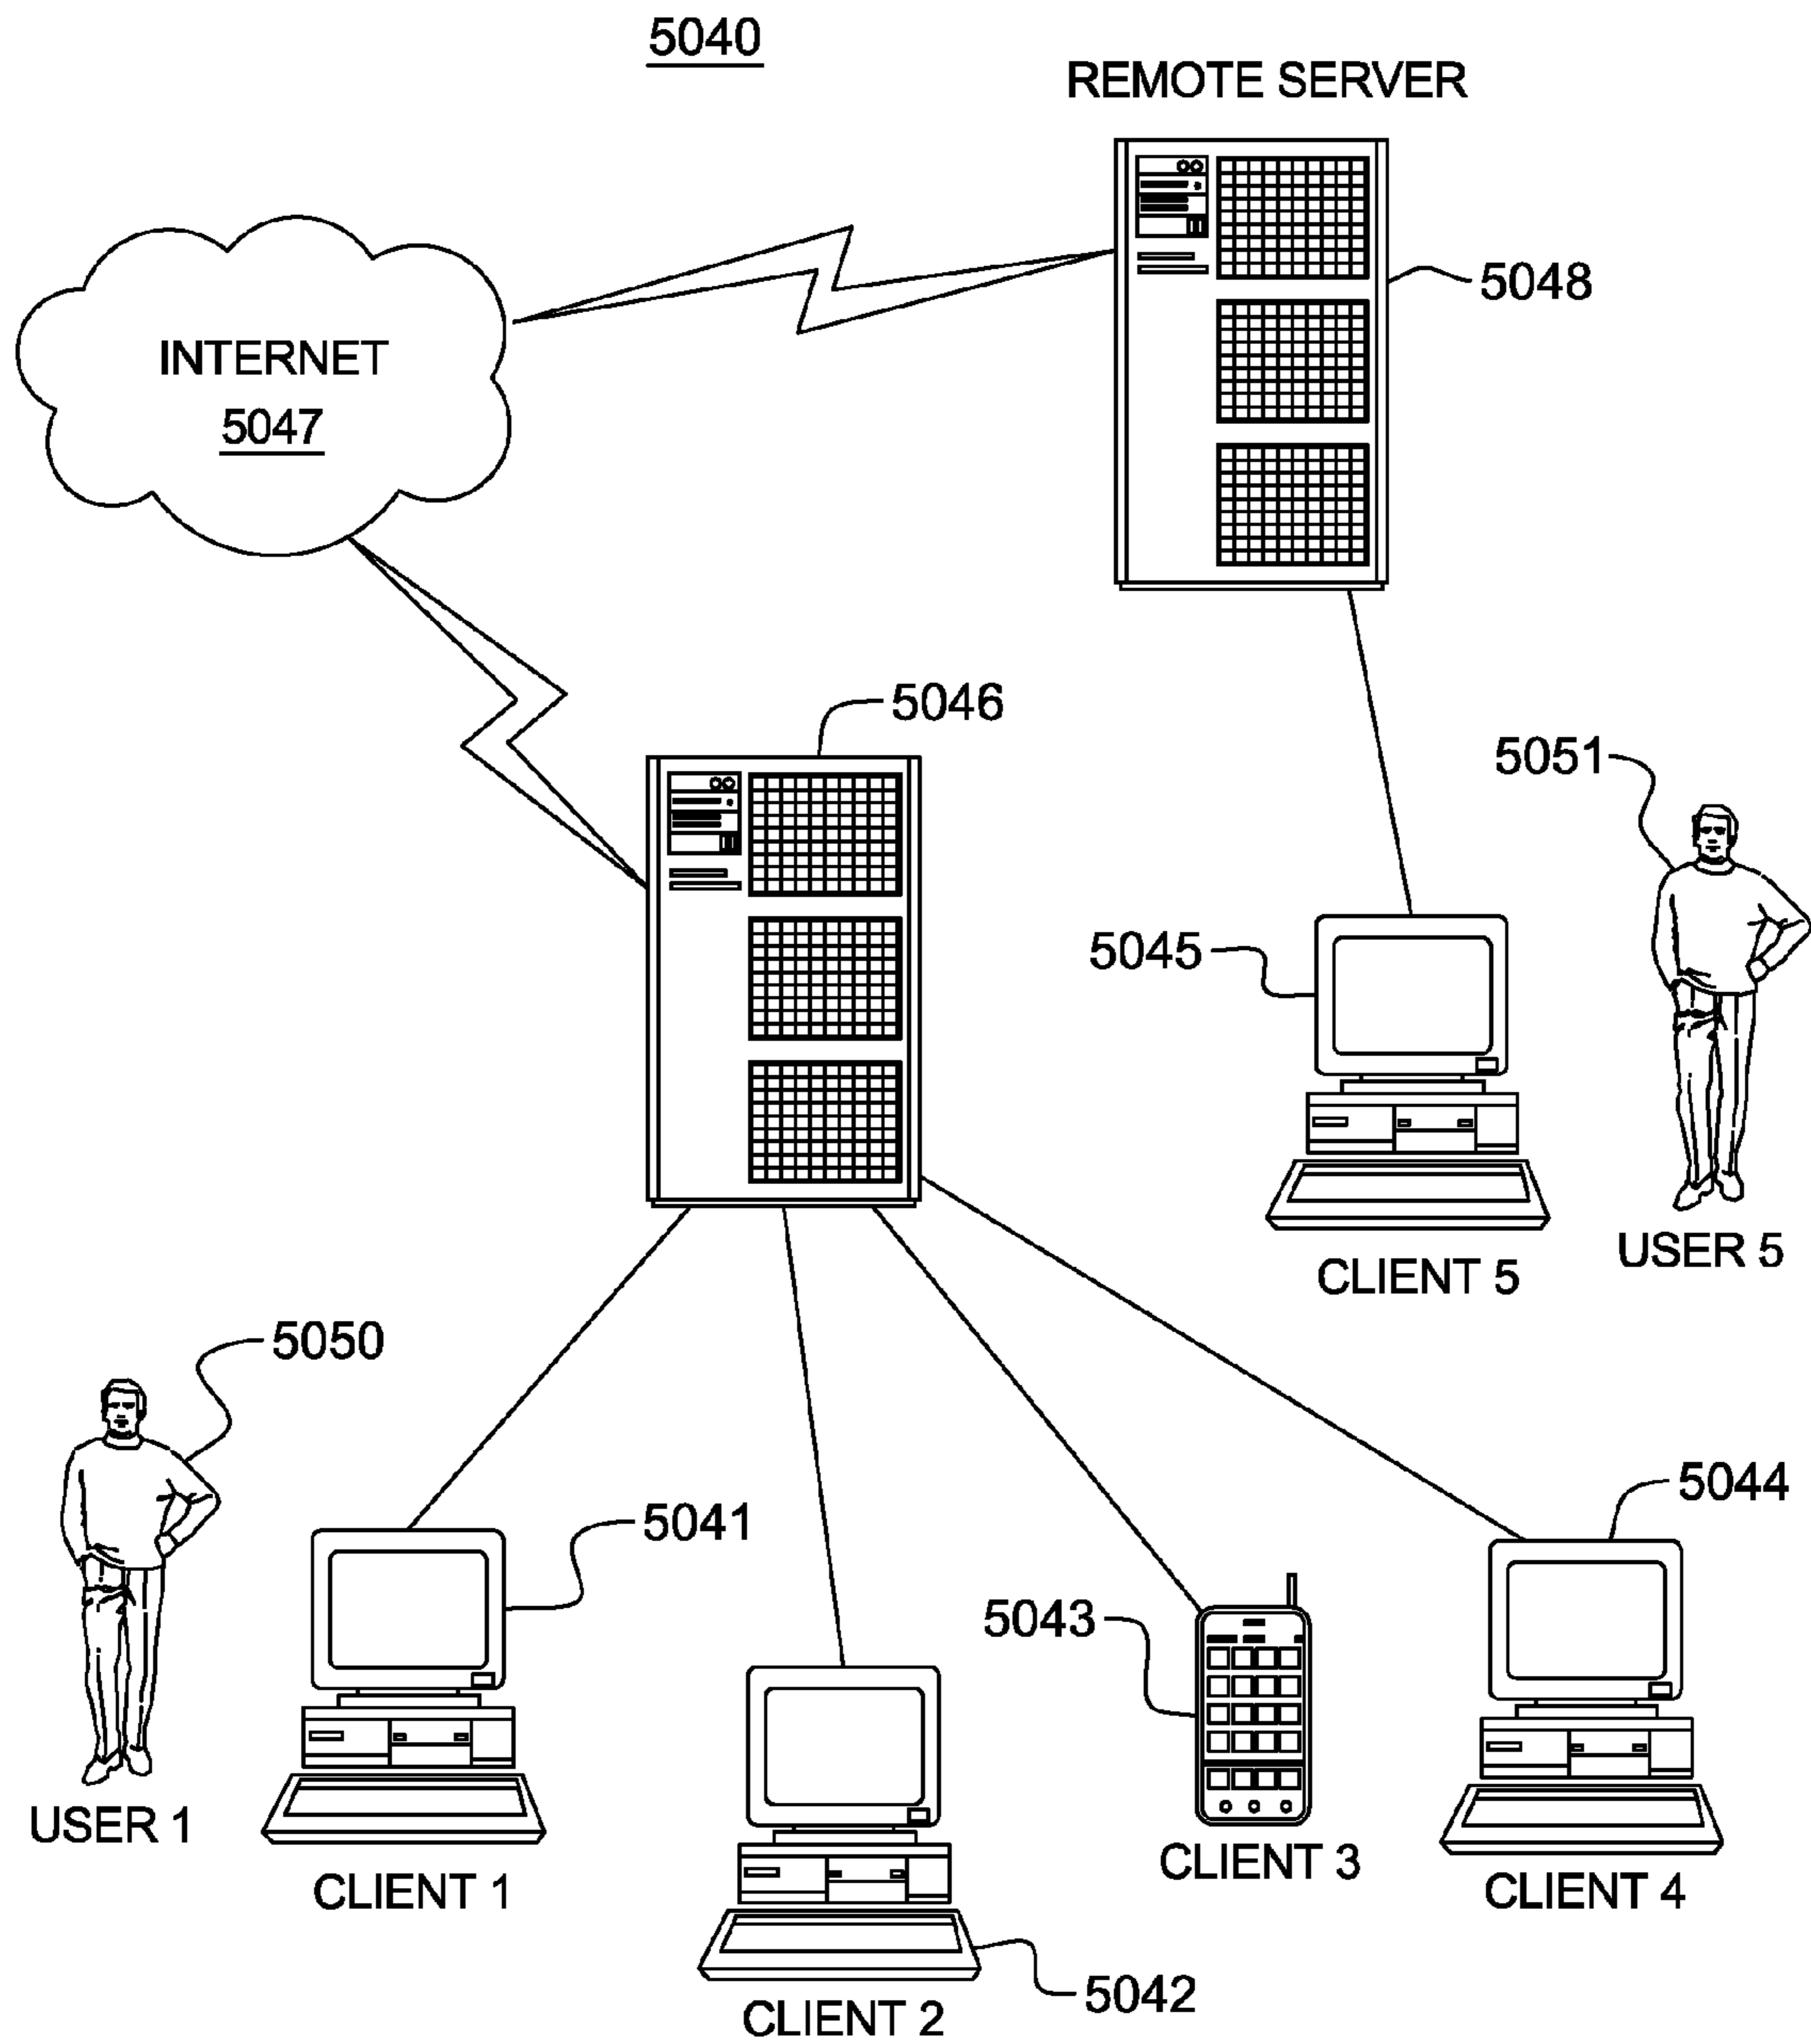 5040
REMOTE SERVER
5048
INTERNET
5047
5046
5051
5045
USER 5
CLIENT 5
5050
5044
5041
5043
USER 1
CLIENT 3
CLIENT 1
CLIENT 4
5042
CLIENT 2